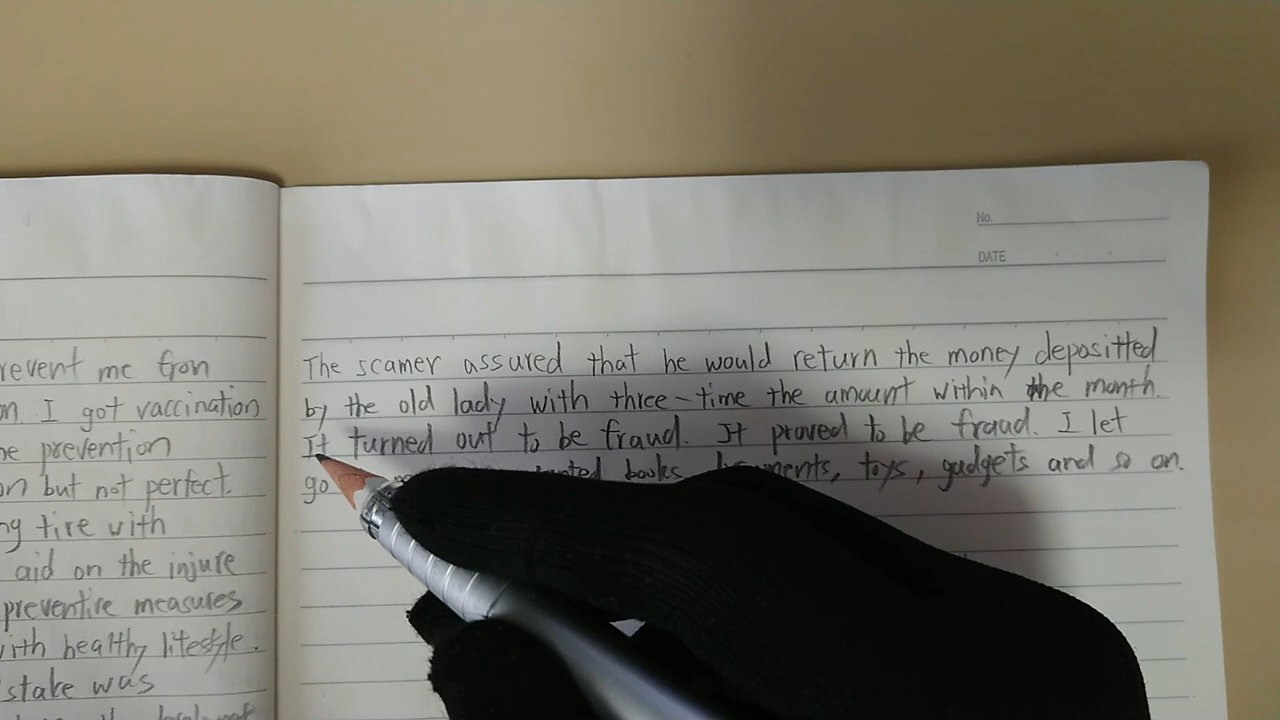 No.
DATE
revent me from
n. I got vaccination
he prevention
on but not perfect.
ng tire with
aid on the injure
preventive measures
ith healthy lifestyle.
stake was
The scamer assured that he would return the money depositted
by the old lady with three-time the amount within the month.
It turned out to be fraud. It proved to be fraud. I let
go books ments, toys, gadgets and so on.